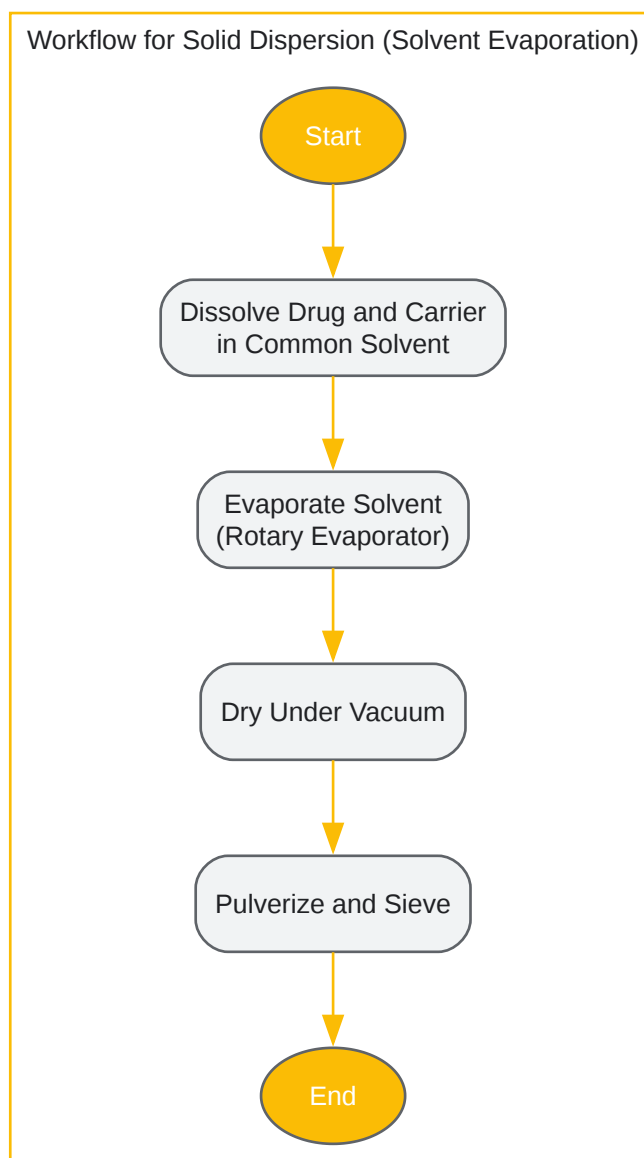 Workflow for Solid Dispersion (Solvent Evaporation)
Start
Dissolve Drug and Carrier
in Common Solvent
Evaporate Solvent
(Rotary Evaporator)
Dry Under Vacuum
Pulverize and Sieve
End